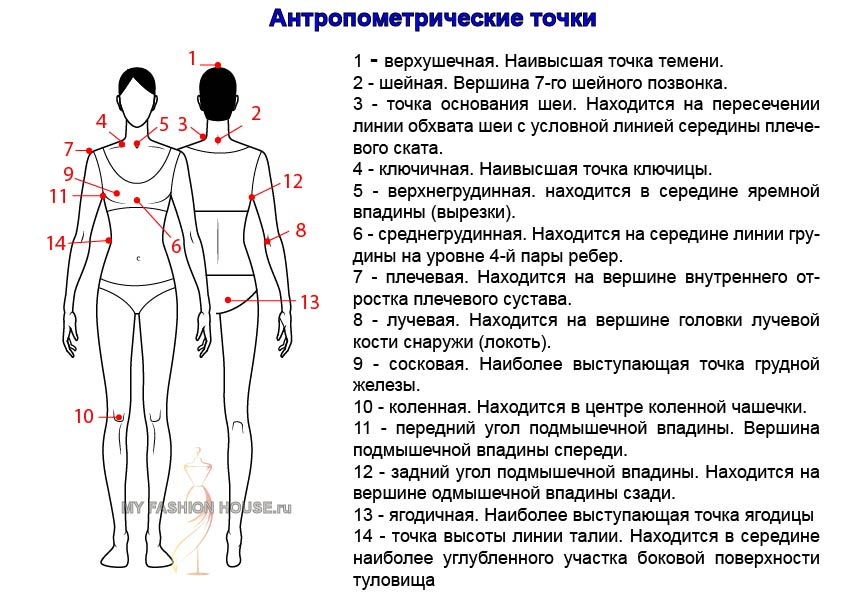 Антропометрические точки
1 - верхушечная. Наивысшая точка темени.
2 - шейная. Вершина 7-го шейного позвонка.
3 - точка основания шеи. Находится на пересечении
линии обхвата шеи с условной линией середины плече-
вого ската.
4 - ключичная. Наивысшая точка ключицы.
5 - верхнегрудинная. находится в середине яремной
впадины (вырезки).
6 - среднегрудинная. Находится на середине линии гру-
дины на уровне 4-й пары ребер.
7 - плечевая. Находится на вершине внутреннего от-
ростка плечевого сустава.
8 - лучевая. Находится на вершине головки лучевой
кости снаружи (локоть).
9 - сосковая. Наиболее выступающая точка грудной
железы.
10 - коленная. Находится в центре коленной чашечки.
11 - передний угол подмышечной впадины. Вершина
подмышечной впадины спереди.
12 - задний угол подмышечной впадины. Находится на
вершине одмышечной впадины сзади.
13 - ягодичная. Наиболее выступающая точка ягодицы
14 - точка высоты линии талии. Находится в середине
наиболее углубленного участка боковой поверхности
туловища
1
2
3
4
5
7
9
11
12
14
6
8
13
10
MY FASHION HOUSE.ru